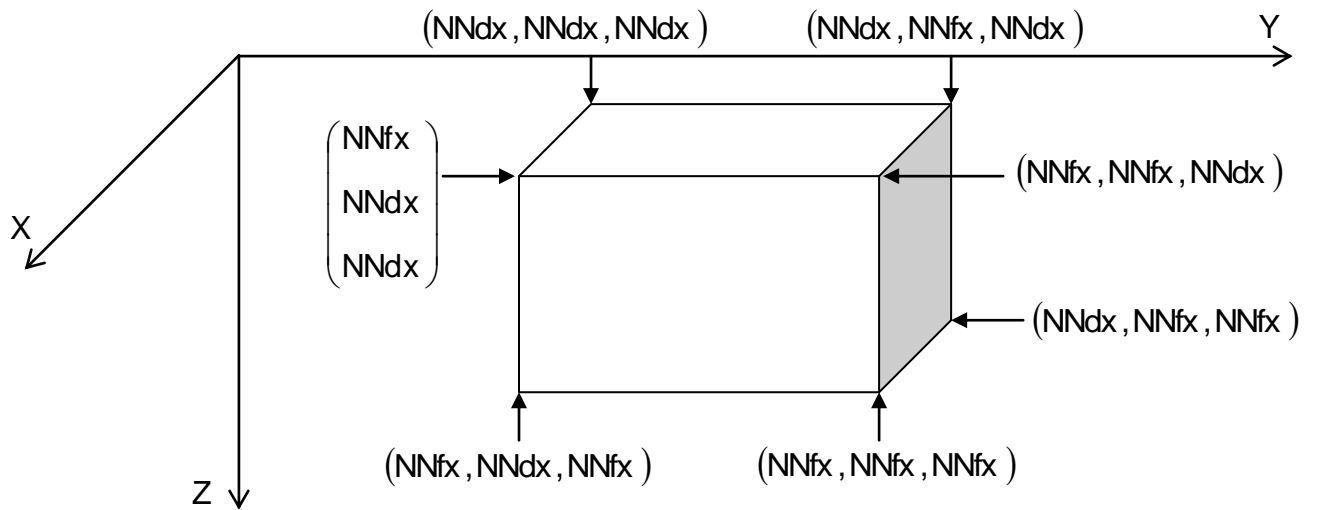 (NNdx, NNdx, NNdx)
(NNdx, NNfx, NNdx)
Y
NNfx
NNdx
NNdx
(NNfx, NNfx, NNdx)
X
(NNdx, NNfx, NNfx)
(NNfx, NNdx, NNfx)
(NNfx, NNfx, NNfx)
Z